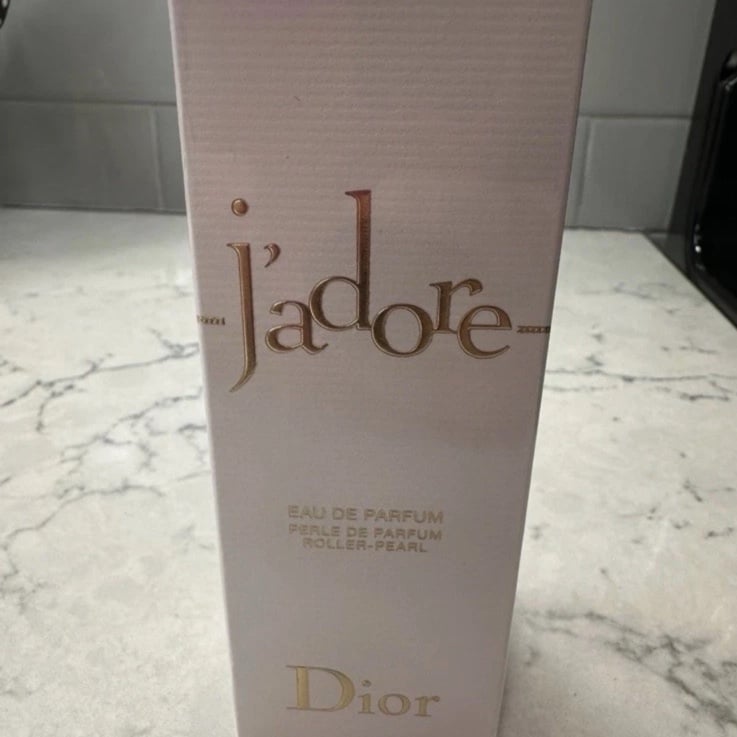 j'adore
EAU DE PARFUM
PERLE DE PARFUM
ROLLER-PEARL
Dior